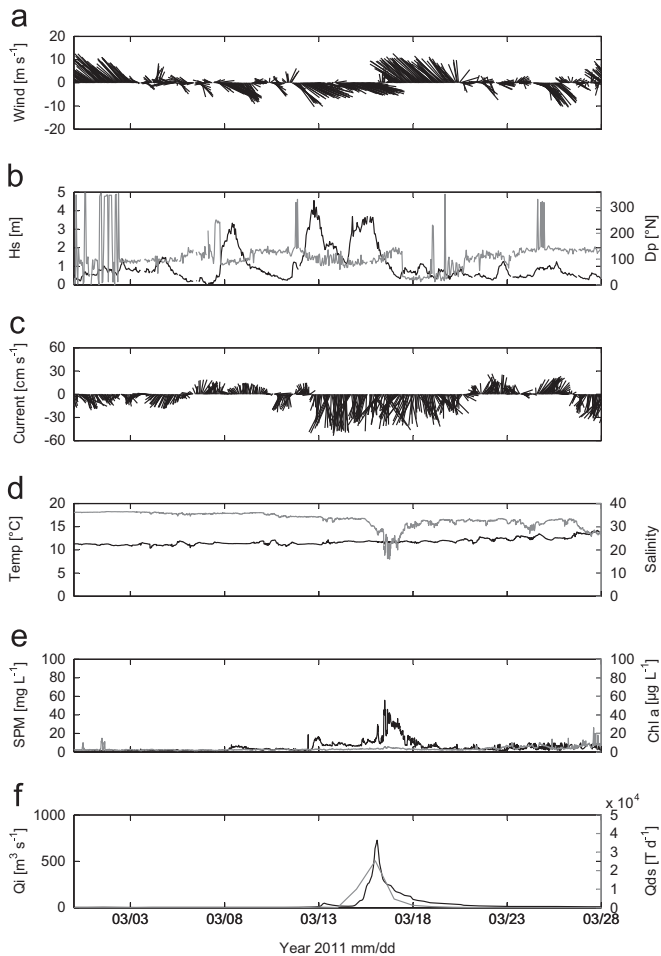 a
20
10
0
-10
-20
Wind [m s⁻¹]
b
5
4
3
2
1
0
Hs [m]
300
200
100
0
Dp [°N]
c
60
30
0
-30
-60
Current [cm s⁻¹]
d
20
15
10
5
0
Temp [°C]
40
30
20
10
0
Salinity
e
100
80
60
40
20
0
SPM [mg L⁻¹]
100
80
60
40
20
0
Chl a [µg L⁻¹]
f
1000
500
0
Qi [m³ s⁻¹]
x 10⁴
5
4
3
2
1
0
Qds [T d⁻¹]
03/03 03/08 03/13 03/18 03/23 03/28
Year 2011 mm/dd